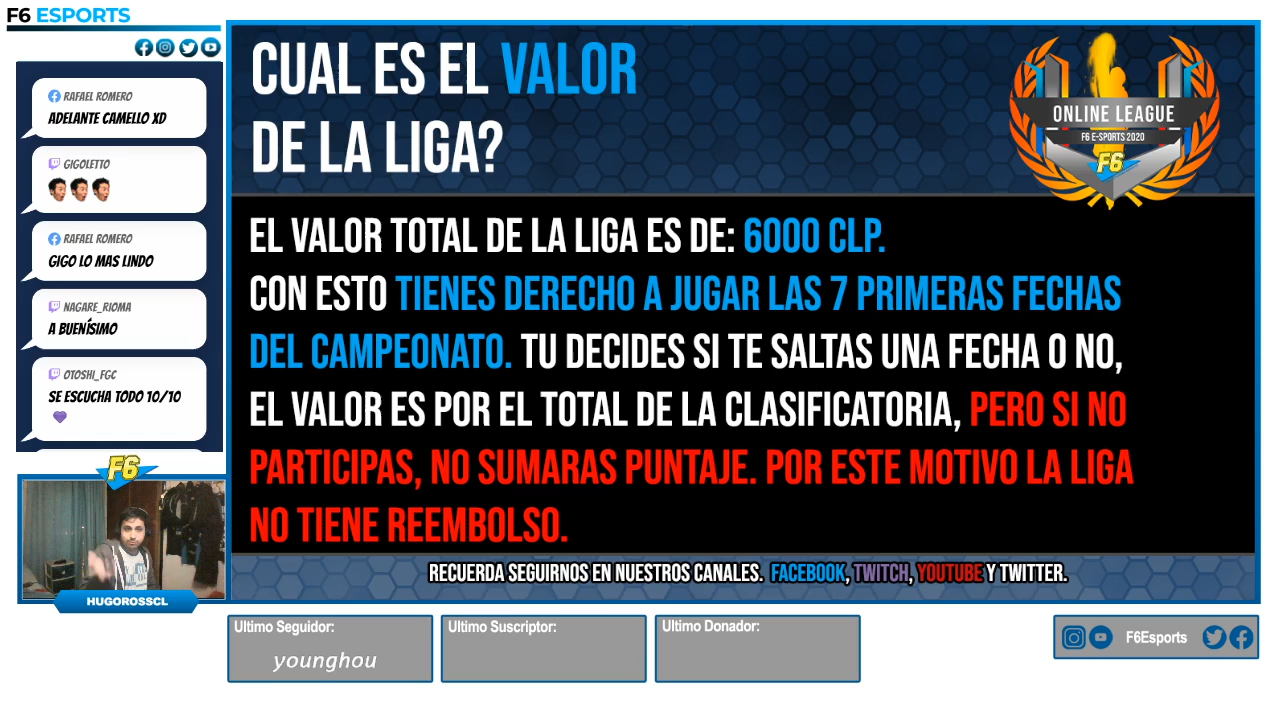 F6 ESPORTS
RAFAEL ROMERO
ADELANTE CAMELLO XD
GIGOLETTO
RAFAEL ROMERO
GIGO LO MAS LINDO
NAGARE_RIOMA
A BUENÍSIMO
OTOSHI_FGC
SE ESCUCHA TODO 10/10
F6
HUGOROSSCL
CUAL ES EL VALOR
DE LA LIGA?
ONLINE LEAGUE
F6 E-SPORTS 2020
F6
EL VALOR TOTAL DE LA LIGA ES DE: 6000 CLP.
CON ESTO TIENES DERECHO A JUGAR LAS 7 PRIMERAS FECHAS
DEL CAMPEONATO. TU DECIDES SI TE SALTAS UNA FECHA O NO,
EL VALOR ES POR EL TOTAL DE LA CLASIFICATORIA, PERO SI NO
PARTICIPAS, NO SUMARAS PUNTAJE. POR ESTE MOTIVO LA LIGA
NO TIENE REEMBOLSO.
RECUERDA SEGUIRNOS EN NUESTROS CANALES. FACEBOOK, TWITCH, YOUTUBE Y TWITTER.
Ultimo Seguidor:
younghou
Ultimo Suscriptor:
Ultimo Donador:
F6Esports